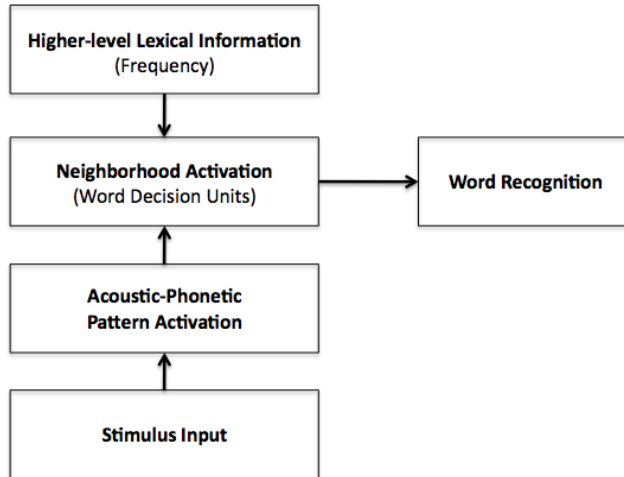 Higher-level Lexical Information
(Frequency)
Neighborhood Activation
(Word Decision Units)
Word Recognition
Acoustic-Phonetic
Pattern Activation
Stimulus Input